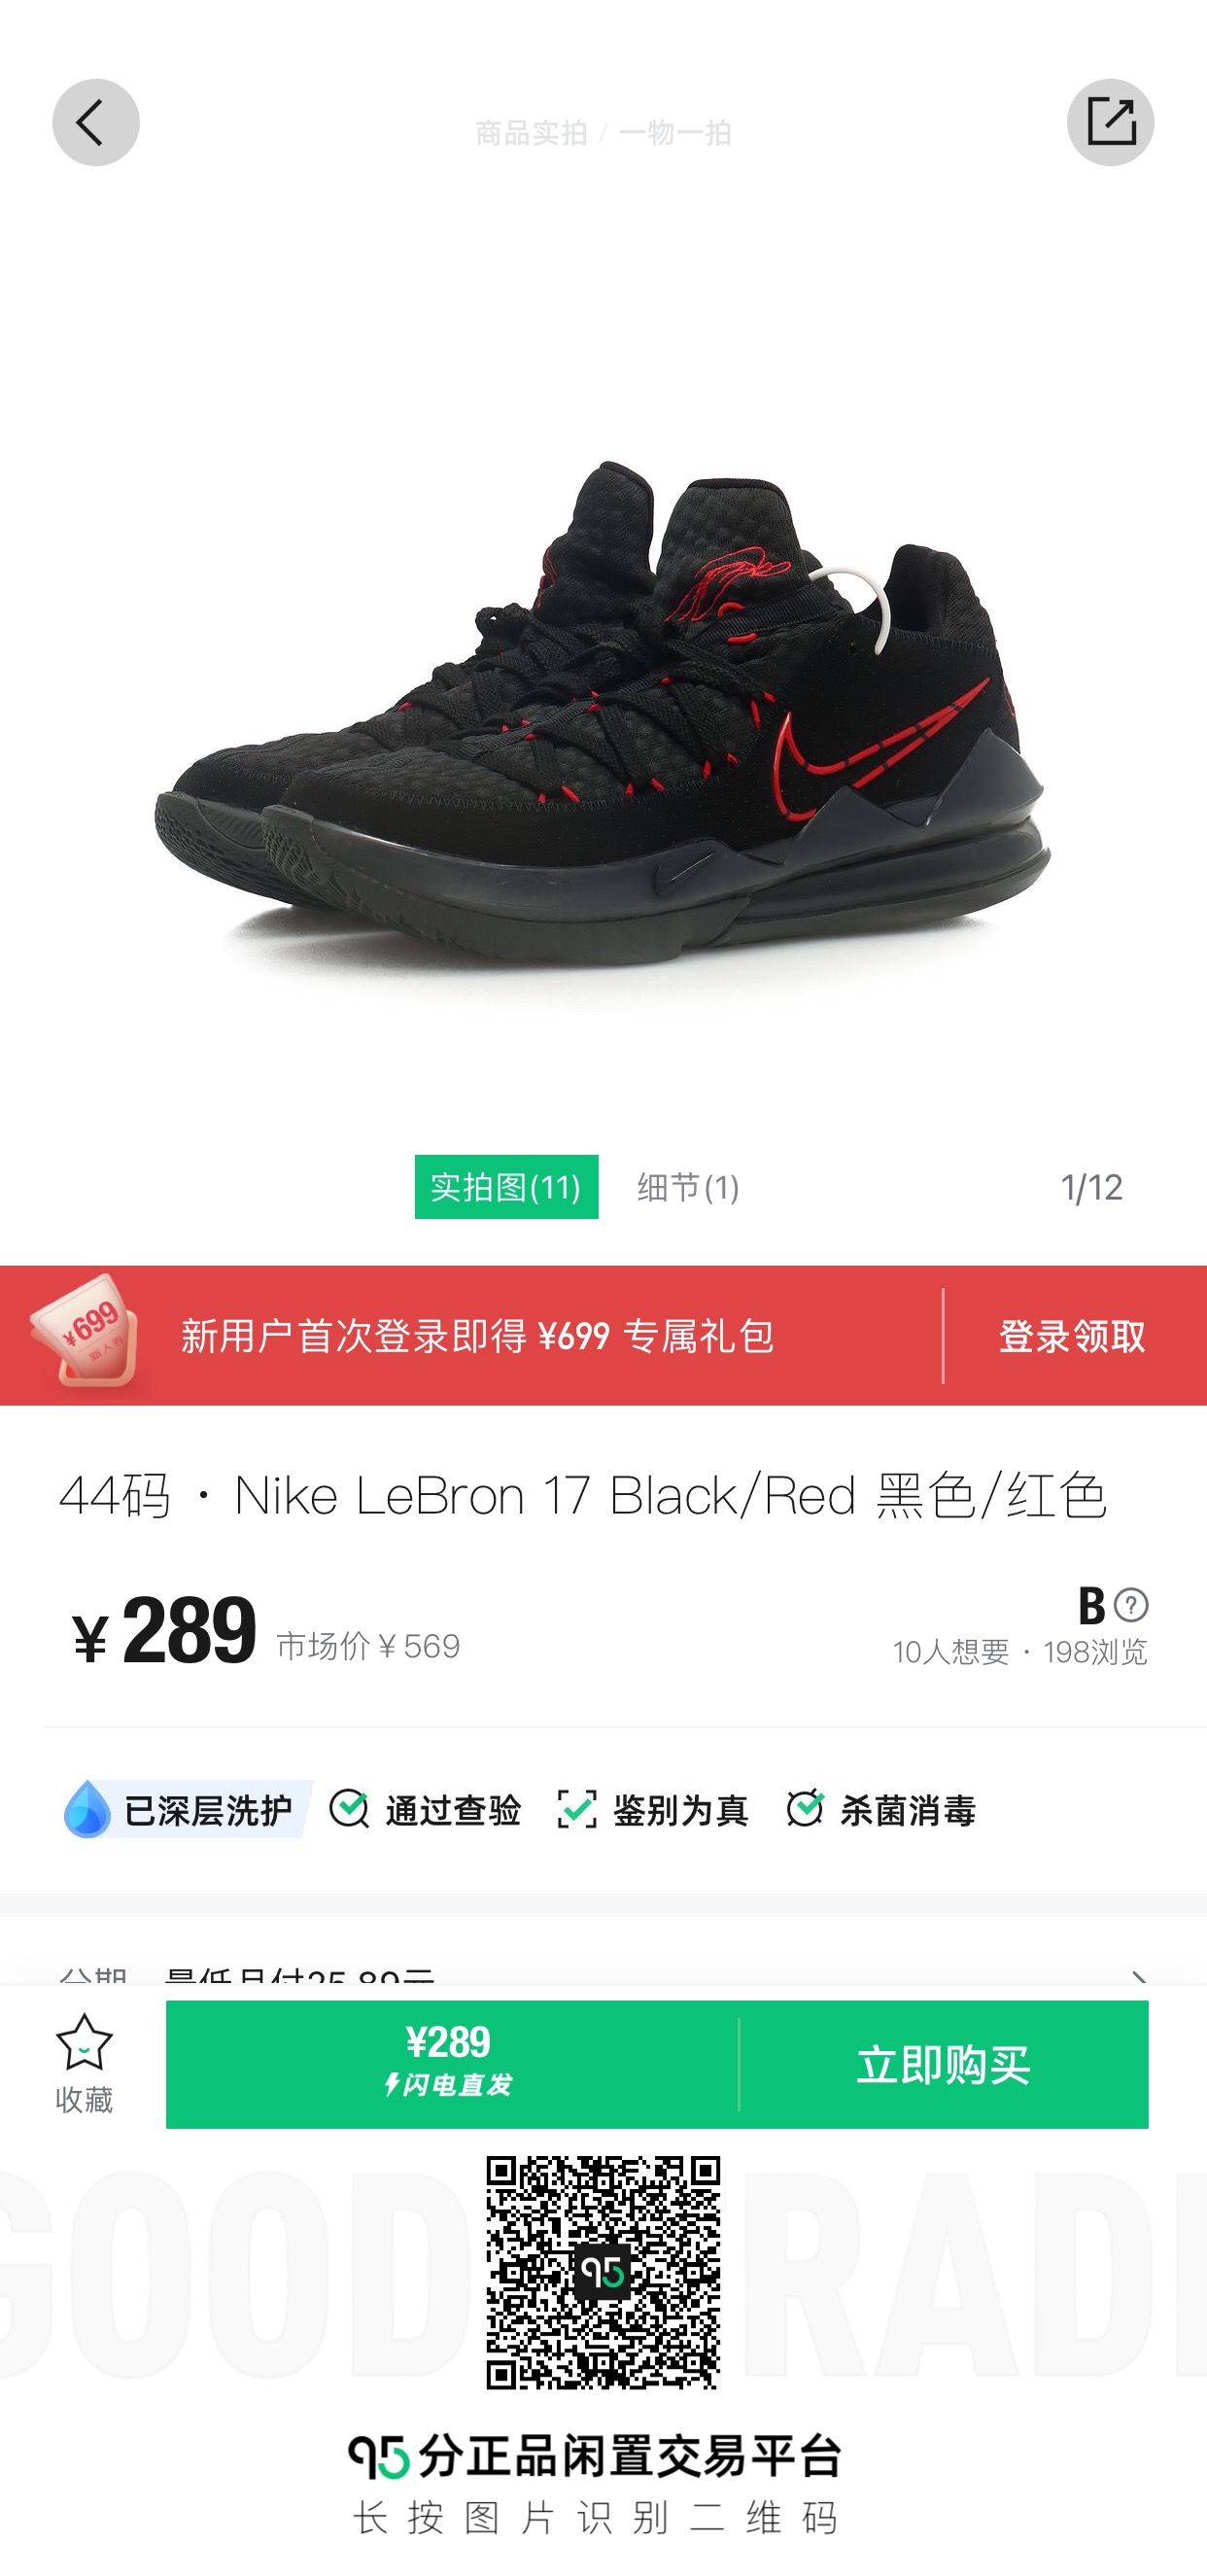 商品实拍 / 一物一拍
实拍图(11) 细节(1) 1/12
¥699
新用户首次登录即得 ¥699 专属礼包 登录领取
44码 · Nike LeBron 17 Black/Red 黑色/红色
¥289 市场价¥569 B?
10人想要 · 198浏览
已深层洗护 通过查验 鉴别为真 杀菌消毒
分期 最低月付25.89元
¥289
闪电直发
立即购买
收藏
GOOD RAD
95
95分正品闲置交易平台
长按图片识别二维码